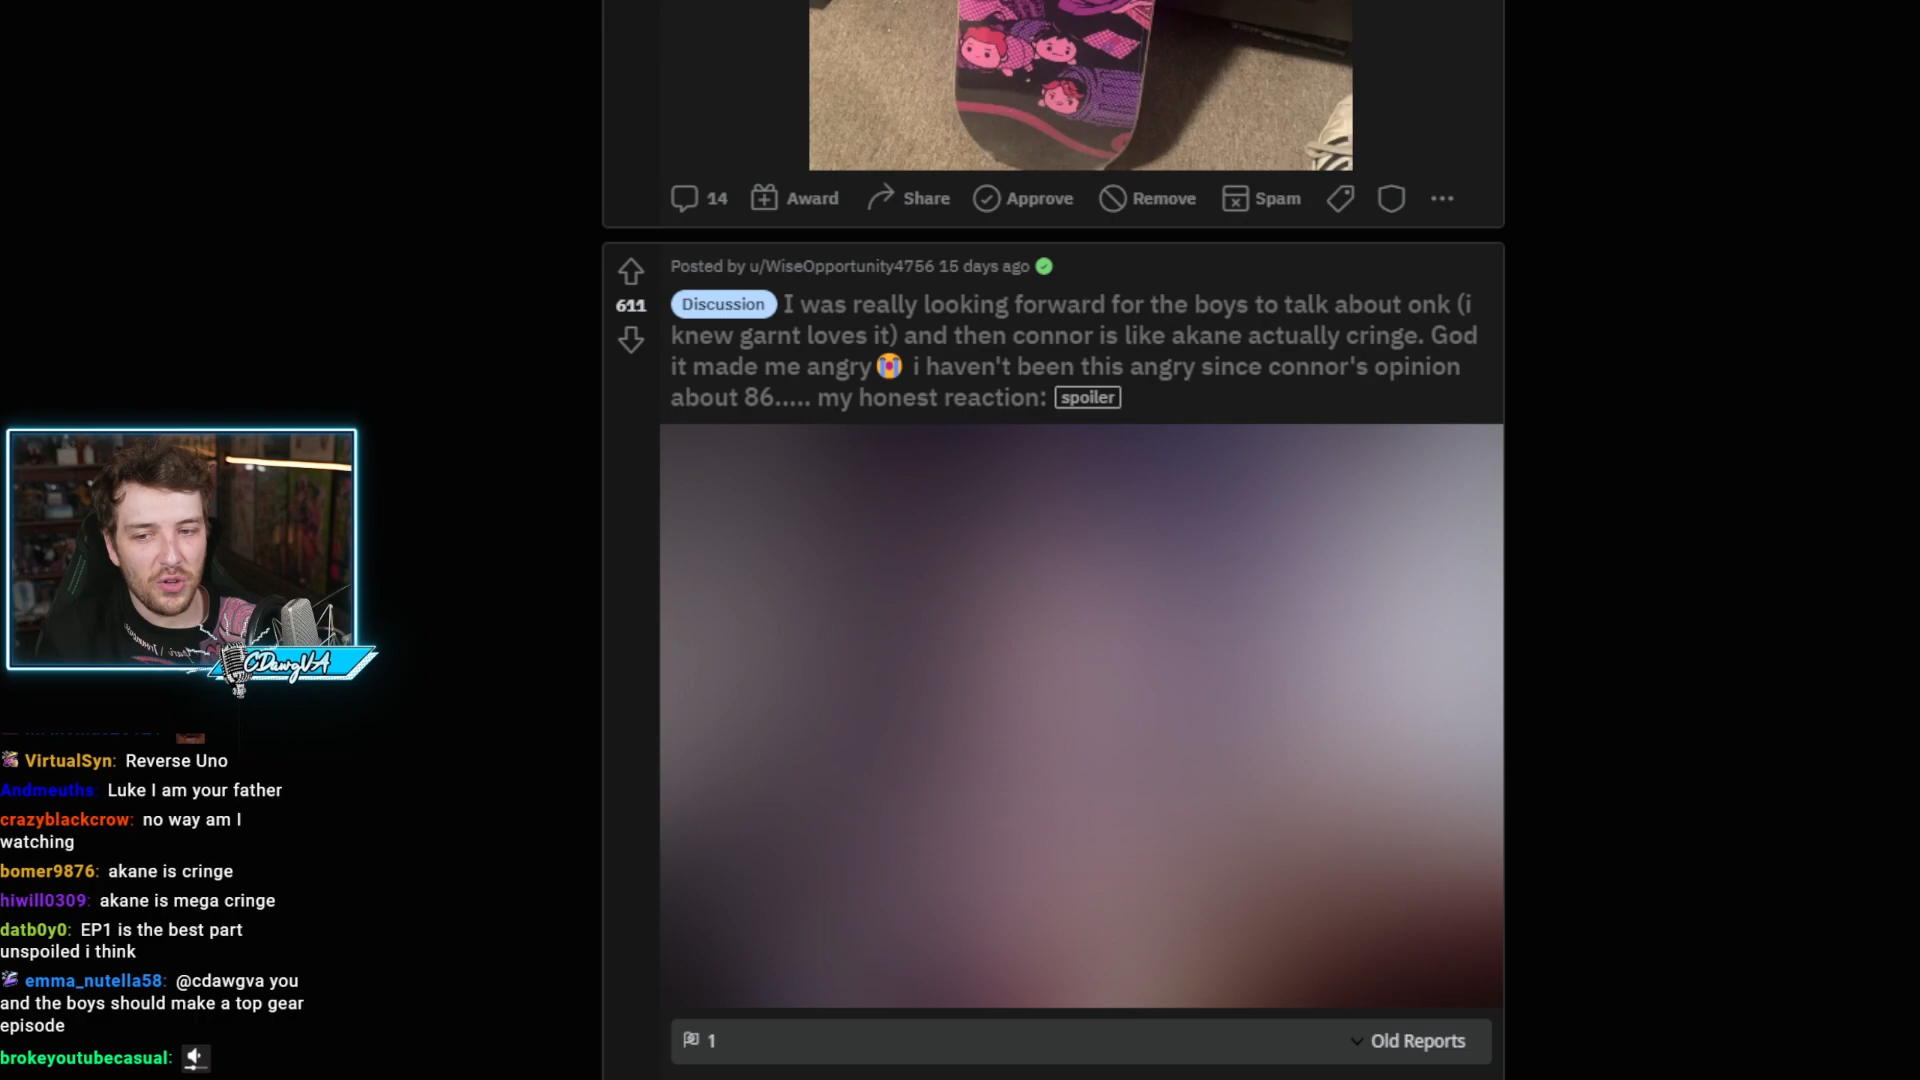 14 Award Share Approve Remove Spam
Posted by u/WiseOpportunity4756 15 days ago
611
Discussion I was really looking forward for the boys to talk about onk (i
knew garnt loves it) and then connor is like akane actually cringe. God
it made me angry😭 i haven't been this angry since connor's opinion
about 86..... my honest reaction: spoiler
CDawgVA
VirtualSyn: Reverse Uno
Andmeuths: Luke I am your father
crazyblackcrow: no way am I
watching
bomer9876: akane is cringe
hiwill0309: akane is mega cringe
datb0y0: EP1 is the best part
unspoiled i think
emma_nutella58: @cdawgva you
and the boys should make a top gear
episode
brokeyoutubecasual:
1 Old Reports